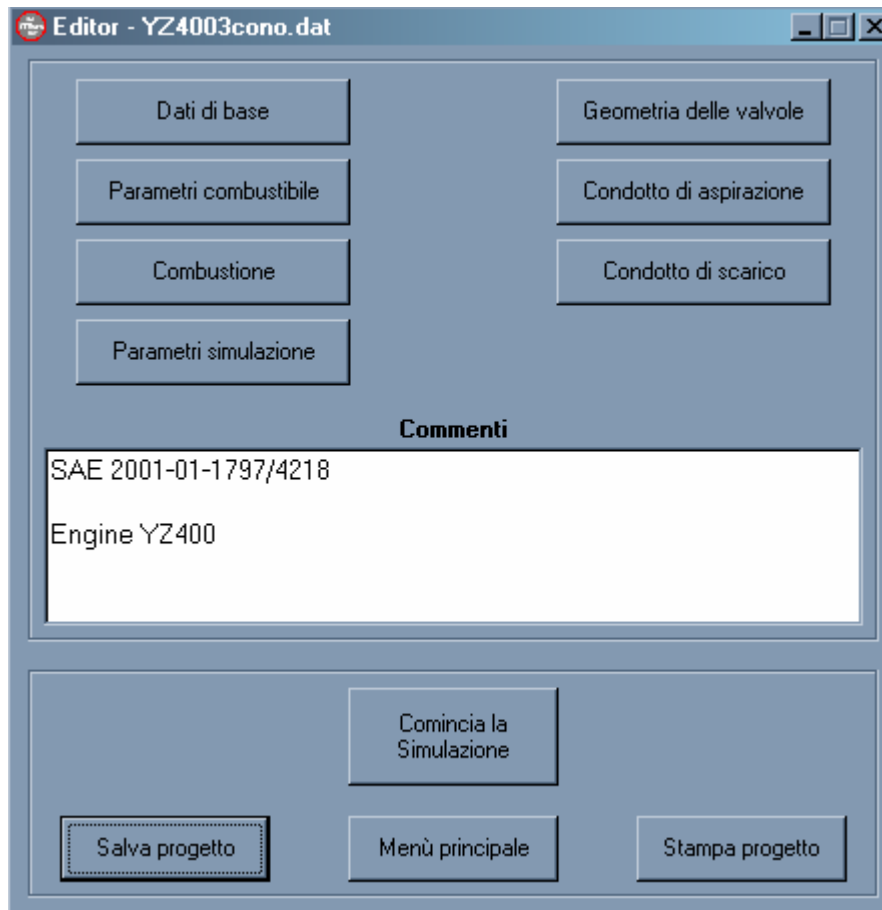 Editor - YZ4003cono.dat
Dati di base
Geometria delle valvole
Parametri combustibile
Condotto di aspirazione
Combustione
Condotto di scarico
Parametri simulazione
Commenti
SAE 2001-01-1797/4218
Engine YZ400
Comincia la
Simulazione
Salva progetto
Menù principale
Stampa progetto